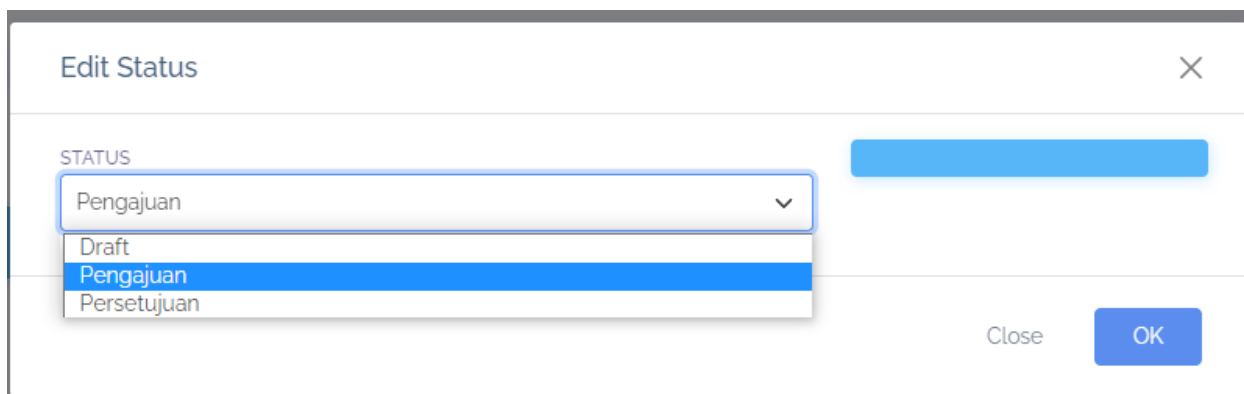 Edit Status
STATUS
Pengajuan
Draft
Pengajuan
Persetujuan
Close OK